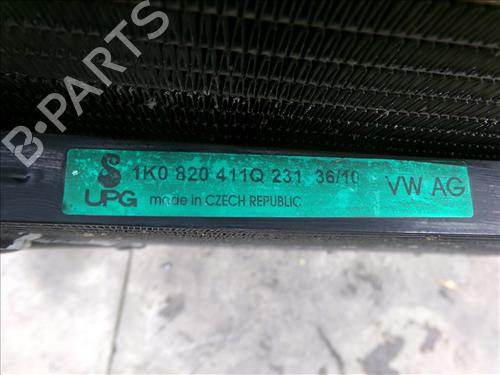 B-PARTS
1K0 820 411Q 231 36/10 VW AG
UPG made in CZECH REPUBLIC